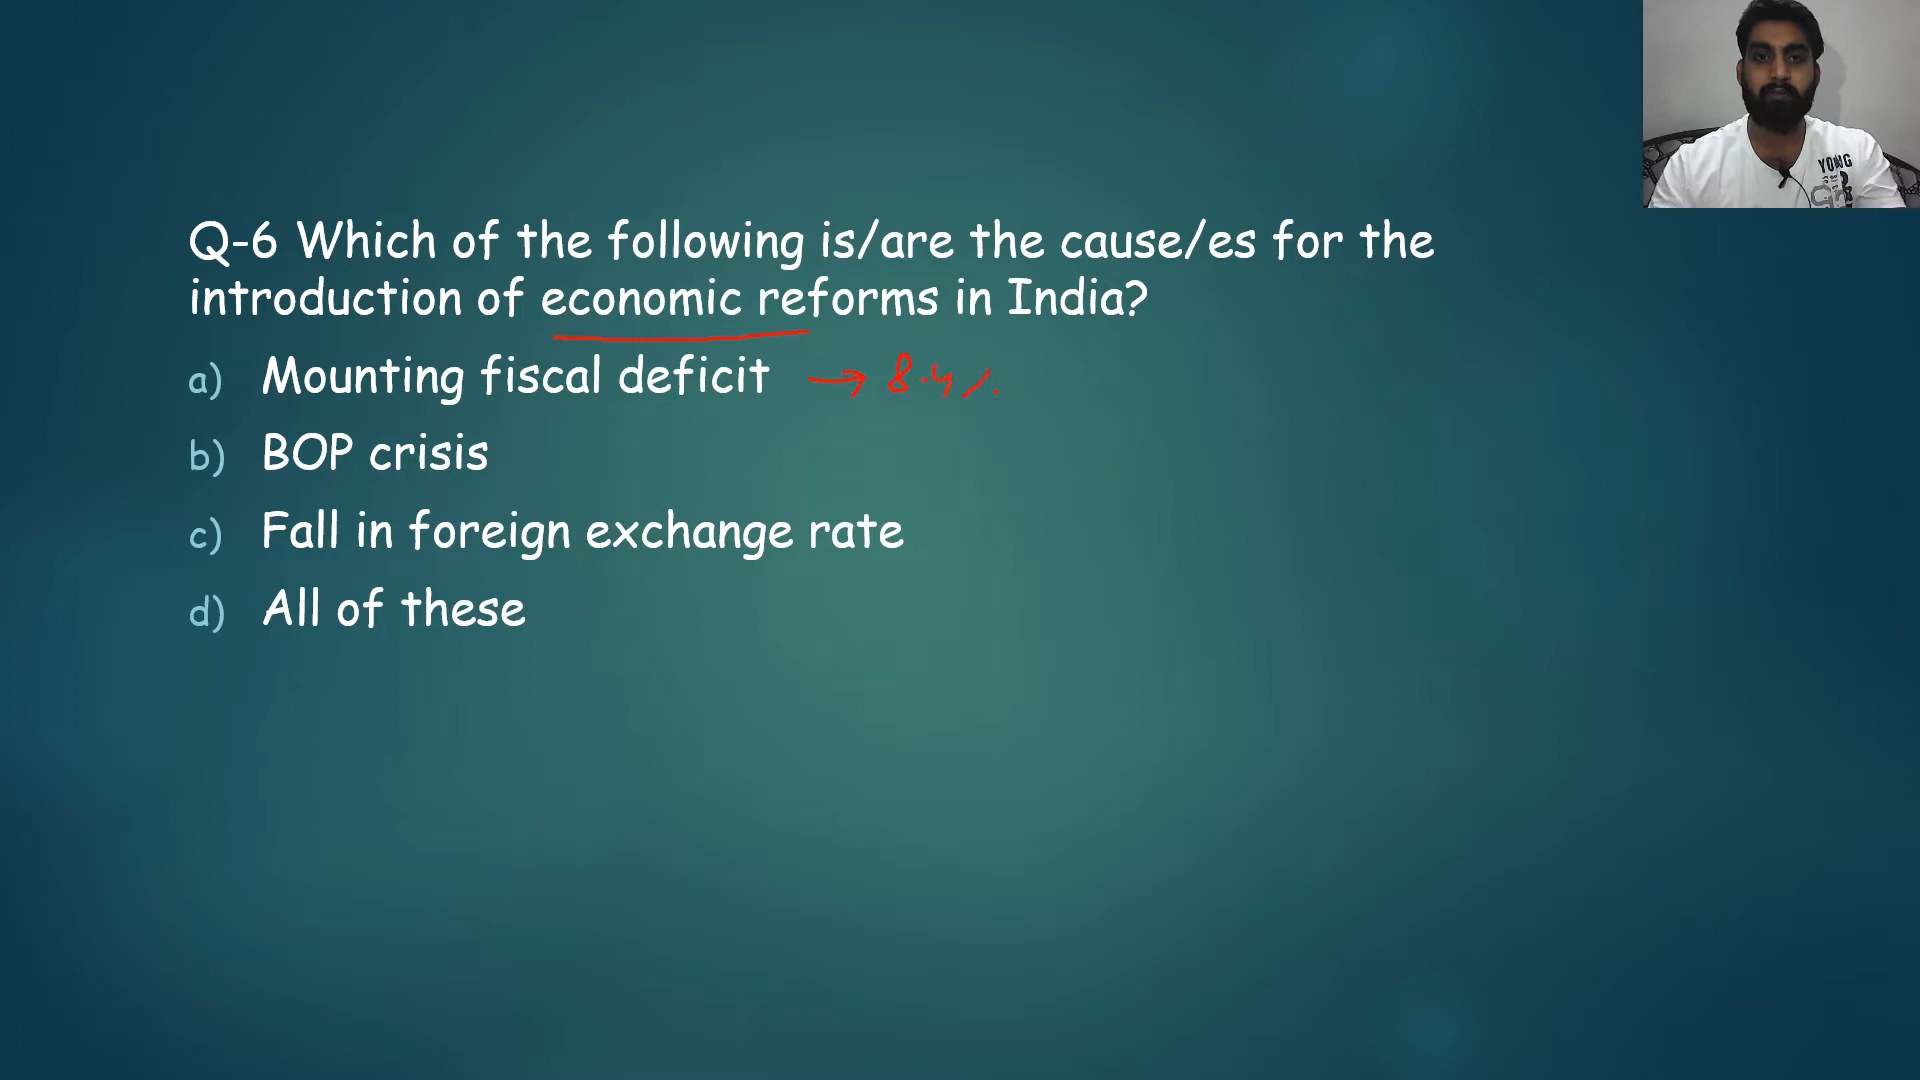 YOUNG
Q-6 Which of the following is/are the cause/es for the
introduction of economic reforms in India?
a) Mounting fiscal deficit → 8.4%
b) BOP crisis
c) Fall in foreign exchange rate
d) All of these